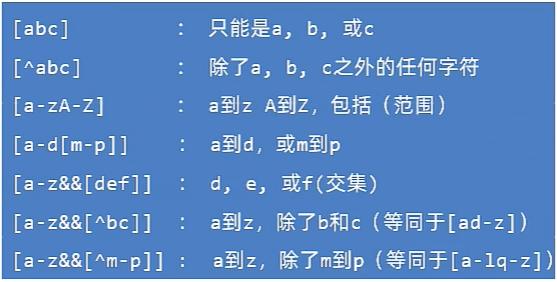 [abc] : 只能是a, b, 或c
[^abc] : 除了a, b, c之外的任何字符
[a-zA-Z] : a到z A到Z，包括（范围）
[a-d[m-p]] : a到d，或m到p
[a-z&&[def]] : d, e, 或f(交集)
[a-z&&[^bc]] : a到z，除了b和c（等同于[ad-z]）
[a-z&&[^m-p]] : a到z，除了m到p（等同于[a-lq-z]）